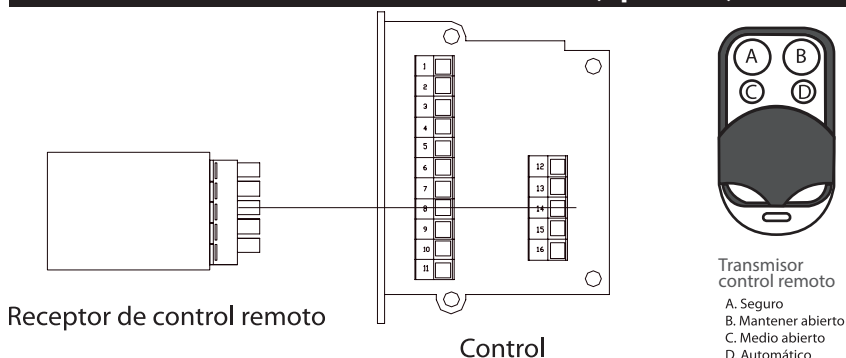 1
2
3
4
5
6
7
8
9
10
11
12
13
14
15
16
A
B
C
D
Receptor de control remoto
Control
Transmisor
control remoto
A. Seguro
B. Mantener abierto
C. Medio abierto
D. Automático